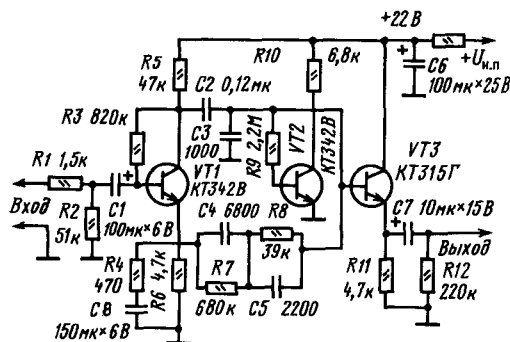 +22 В
R5
47к
C2 0,12мк
R10
6,8к
+
C6
100мк×25В
+Uи.п
R3 820к
C3
1000
R9 2,2М
VT2
КТ342В
VT3
КТ315Г
R1 1,5к
+
VT1
КТ342В
C4 6800
R8
39к
+
C7 10мк×15В
Вход
R2
51к
C1
100мк×6В
Выход
R4
470
R6 4,7к
R7
680к
C5
2200
R11
4,7к
R12
220к
C8
150мк×6В